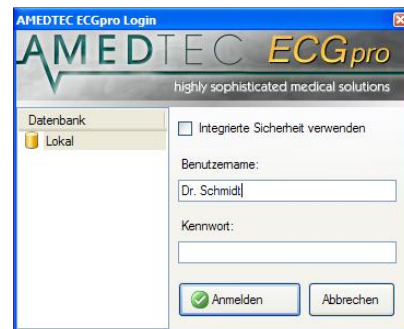 AMEDTEC ECGpro Login
AMEDTEC ECGpro
highly sophisticated medical solutions
Datenbank
Lokal
Integrierte Sicherheit verwenden
Benutzername:
Dr. Schmidt
Kennwort:
Anmelden
Abbrechen